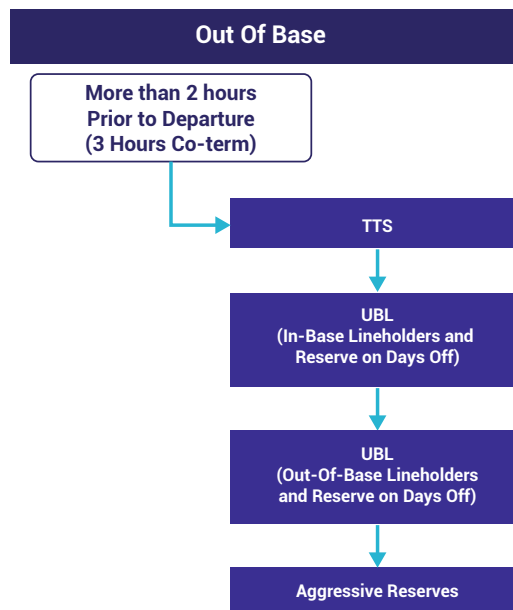 Out Of Base
More than 2 hours
Prior to Departure
(3 Hours Co-term)
TTS
UBL
(In-Base Lineholders and
Reserve on Days Off)
UBL
(Out-Of-Base Lineholders
and Reserve on Days Off)
Aggressive Reserves